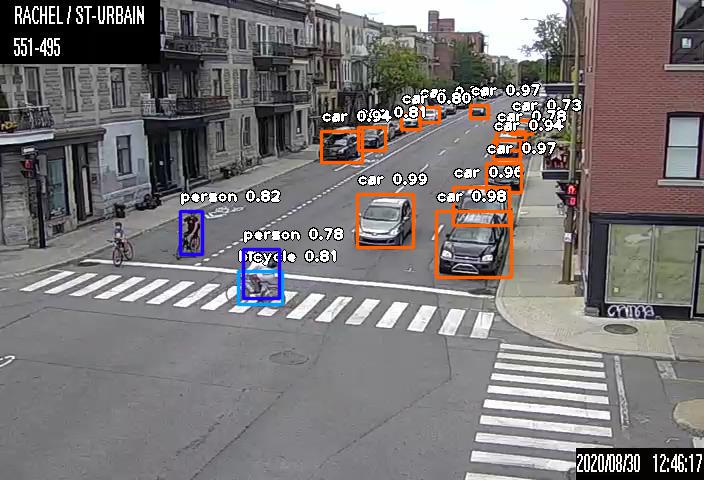 RACHEL / ST-URBAIN
551-495
car 0.97
car 0.80
car 0.73
0.81
0.78
car 0.94
car 0.94
car 0.97
car 0.99
car 0.96
car 0.98
person 0.82
person 0.78
bicycle 0.81
2020/08/30 12:46:17